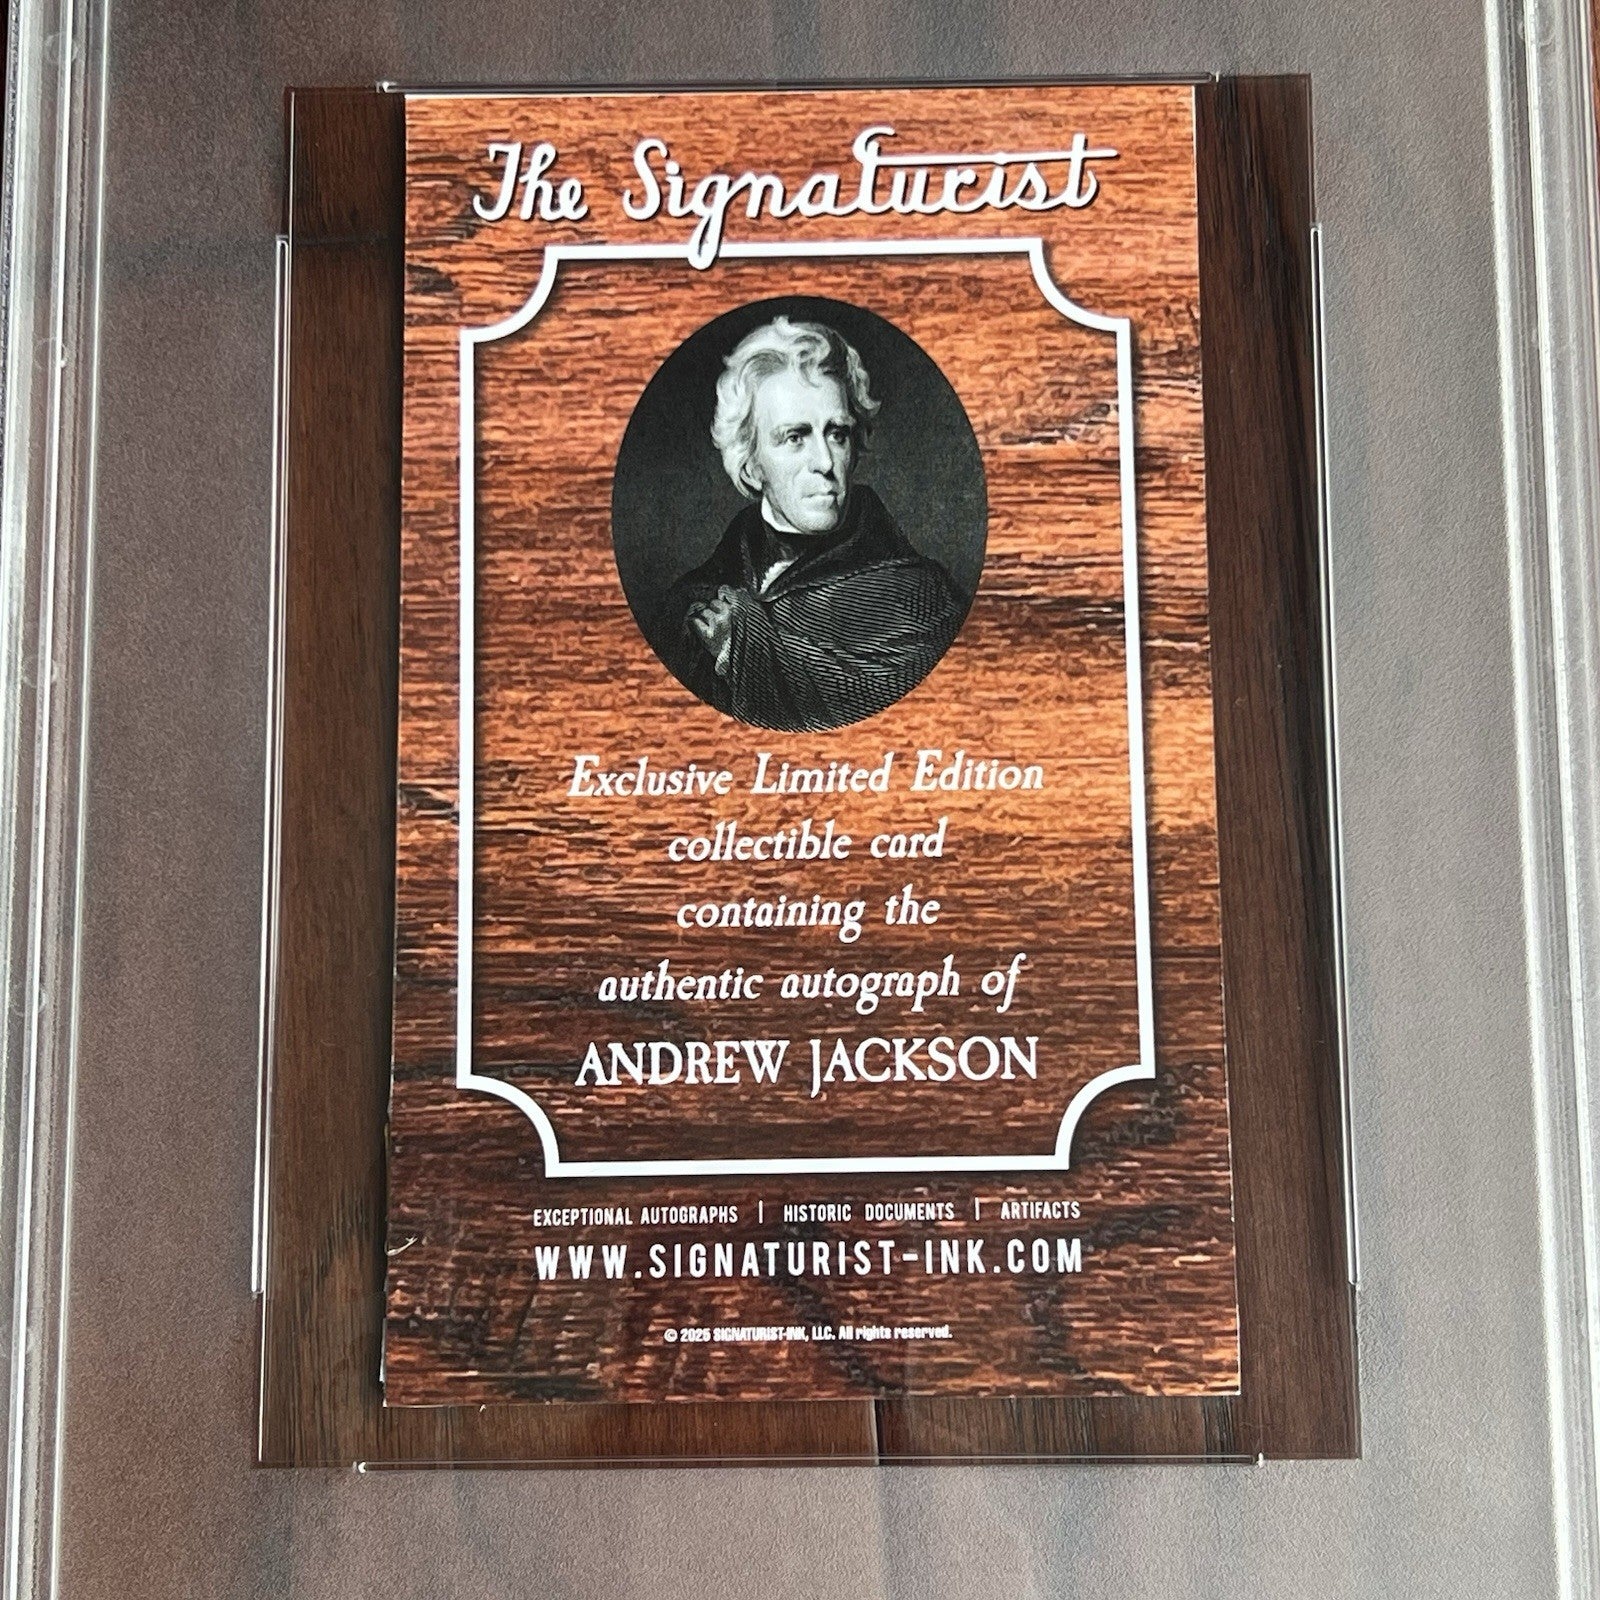 The Signaturist
Exclusive Limited Edition
collectible card
containing the
authentic autograph of
ANDREW JACKSON
EXCEPTIONAL AUTOGRAPHS | HISTORIC DOCUMENTS | ARTIFACTS
WWW.SIGNATURIST-INK.COM
© 2025 SIGNATURIST-INK, LLC. All rights reserved.